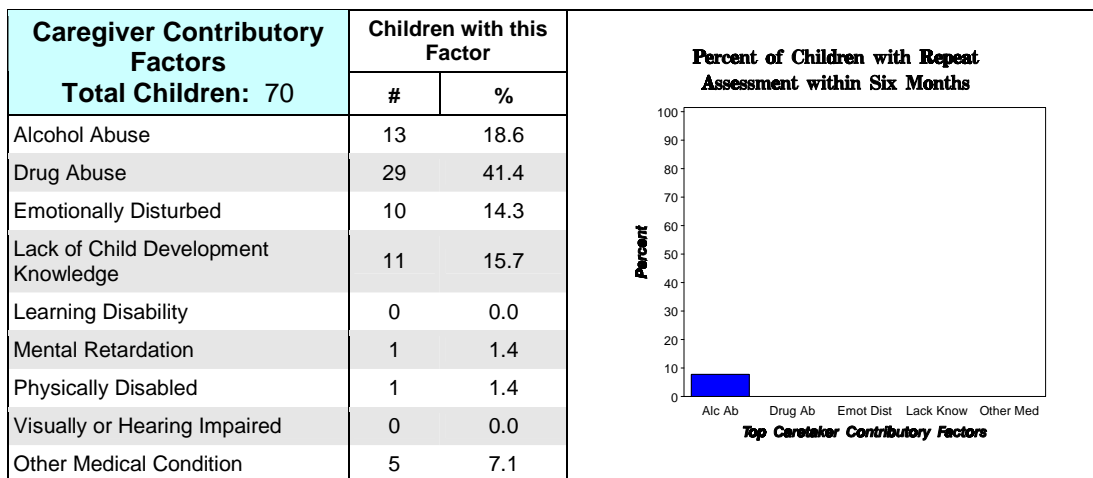 Caregiver Contributory
Factors
Total Children: 70
Children with this
Factor
# %
Alcohol Abuse 13 18.6
Drug Abuse 29 41.4
Emotionally Disturbed 10 14.3
Lack of Child Development
Knowledge 11 15.7
Learning Disability 0 0.0
Mental Retardation 1 1.4
Physically Disabled 1 1.4
Visually or Hearing Impaired 0 0.0
Other Medical Condition 5 7.1
Percent of Children with Repeat
Assessment within Six Months
Percent
100
90
80
70
60
50
40
30
20
10
0
Alc Ab Drug Ab Emot Dist Lack Know Other Med
Top Caretaker Contributory Factors